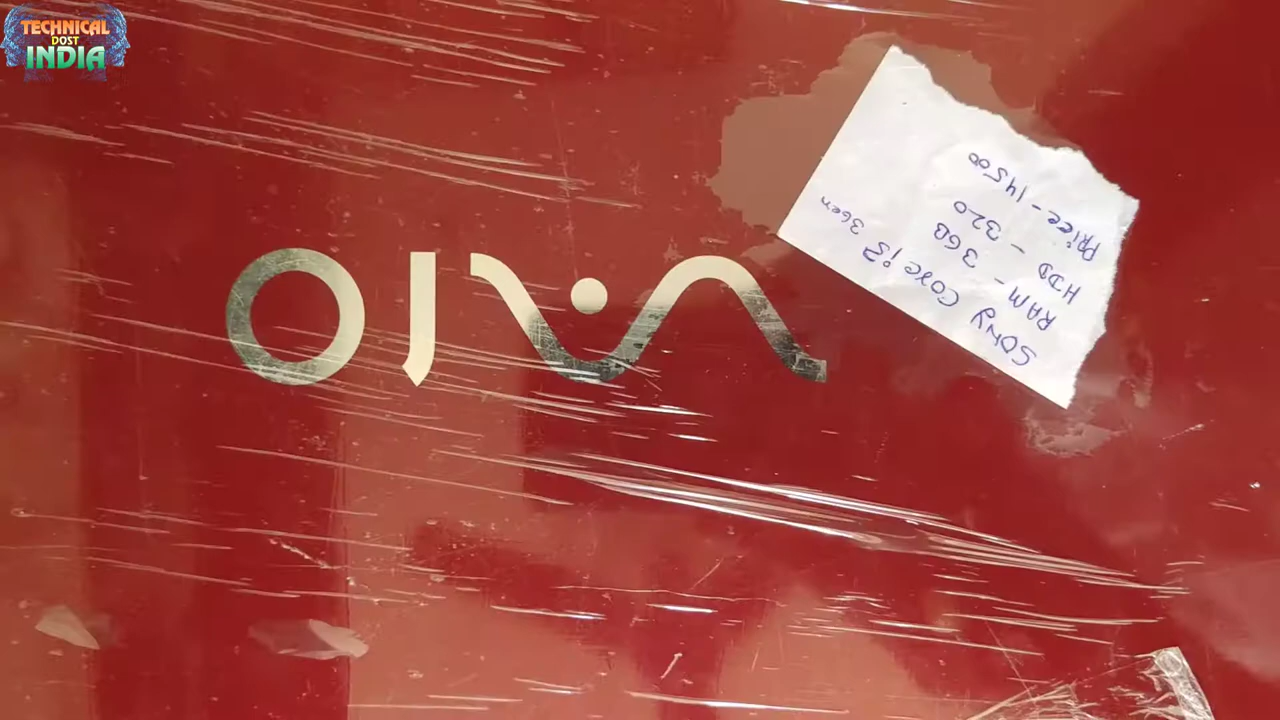 TECHNICAL
DOST
INDIA
VAIO
SONY Core i3 3Gen
RAM - 3GB
HDD - 320
Price - 14500